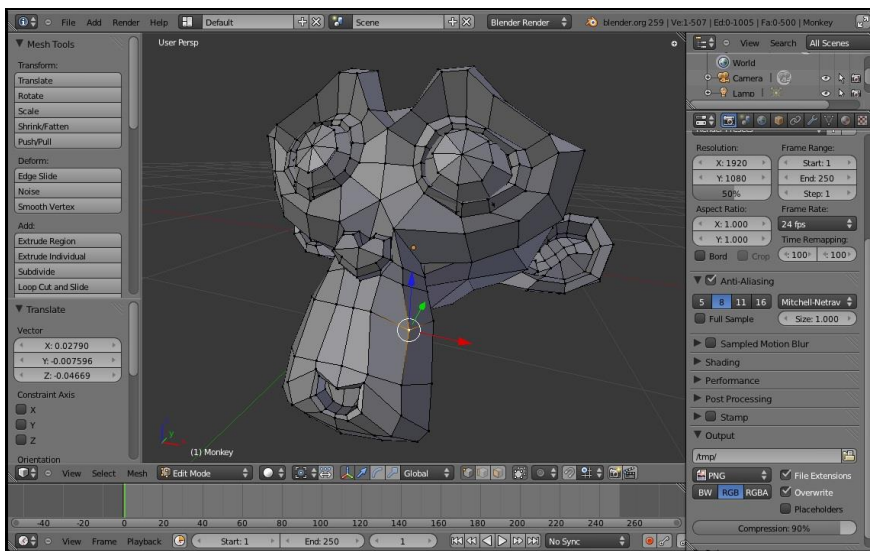 File Add Render Help Default Scene Blender Render blender.org 259 | Ve:1-507 | Ed:0-1005 | Fa:0-500 | Monkey
Mesh Tools
Transform:
Translate
Rotate
Scale
Shrink/Fatten
Push/Pull
Deform:
Edge Slide
Noise
Smooth Vertex
Add:
Extrude Region
Extrude Individual
Subdivide
Loop Cut and Slide
Translate
Vector
X: 0.02790
Y: -0.007596
Z: -0.04669
Constraint Axis
X
Y
Z
Orientation
User Persp
y
(1) Monkey
View Select Mesh Edit Mode Global
-40 -20 0 20 40 60 80 100 120 140 160 180 200 220 240 260
View Frame Playback Start: 1 End: 250 1 No Sync
View Search All Scenes
World
Camera
Lamp
Resolution: Frame Range:
X: 1920 Start: 1
Y: 1080 End: 250
50% Step: 1
Aspect Ratio: Frame Rate:
X: 1.000 24 fps
Y: 1.000 Time Remapping:
Bord Crop 100 100
Anti-Aliasing
5 8 11 16 Mitchell-Netrav
Full Sample Size: 1.000
Sampled Motion Blur
Shading
Performance
Post Processing
Stamp
Output
/tmp/
PNG File Extensions
BW RGB RGBA Overwrite
Placeholders
Compression: 90%